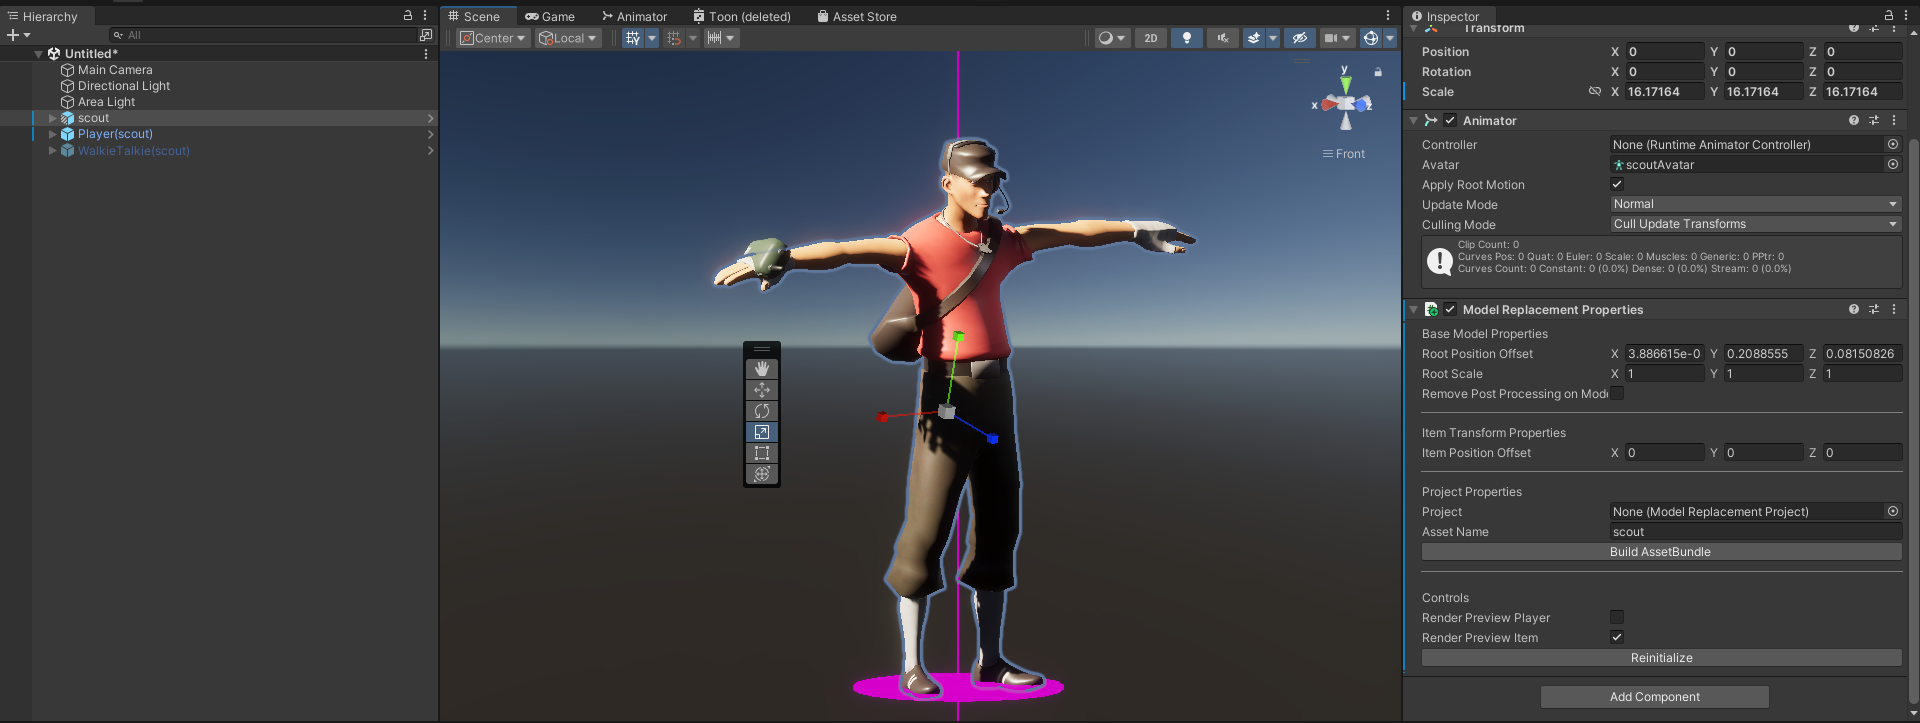 Hierarchy
All
Untitled*
Main Camera
Directional Light
Area Light
scout
Player(scout)
WalkieTalkie(scout)
Scene
Game
Animator
Toon (deleted)
Asset Store
Center
Local
2D
y
x
z
Front
Inspector
Transform
Position X 0 Y 0 Z 0
Rotation X 0 Y 0 Z 0
Scale X 16.17164 Y 16.17164 Z 16.17164
Animator
Controller None (Runtime Animator Controller)
Avatar scoutAvatar
Apply Root Motion
Update Mode Normal
Culling Mode Cull Update Transforms
Clip Count: 0
Curves Pos: 0 Quat: 0 Euler: 0 Scale: 0 Muscles: 0 Generic: 0 PPtr: 0
Curves Count: 0 Constant: 0 (0.0%) Dense: 0 (0.0%) Stream: 0 (0.0%)
Model Replacement Properties
Base Model Properties
Root Position Offset X 3.886615e-0 Y 0.2088555 Z 0.08150826
Root Scale X 1 Y 1 Z 1
Remove Post Processing on Mod
Item Transform Properties
Item Position Offset X 0 Y 0 Z 0
Project Properties
Project None (Model Replacement Project)
Asset Name scout
Build AssetBundle
Controls
Render Preview Player
Render Preview Item
Reinitialize
Add Component